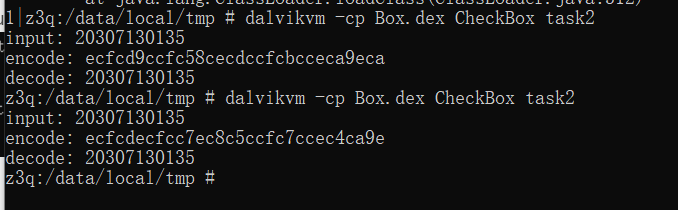 at java.lang.ClassLoader.loadClass(ClassLoader.java:312)
1|z3q:/data/local/tmp # dalvikvm -cp Box.dex CheckBox task2
input: 20307130135
encode: ecfcd9ccfc58cecdccfcbcceca9eca
decode: 20307130135
z3q:/data/local/tmp # dalvikvm -cp Box.dex CheckBox task2
input: 20307130135
encode: ecfcdecfcc7ec8c5ccfc7ccec4ca9e
decode: 20307130135
z3q:/data/local/tmp #